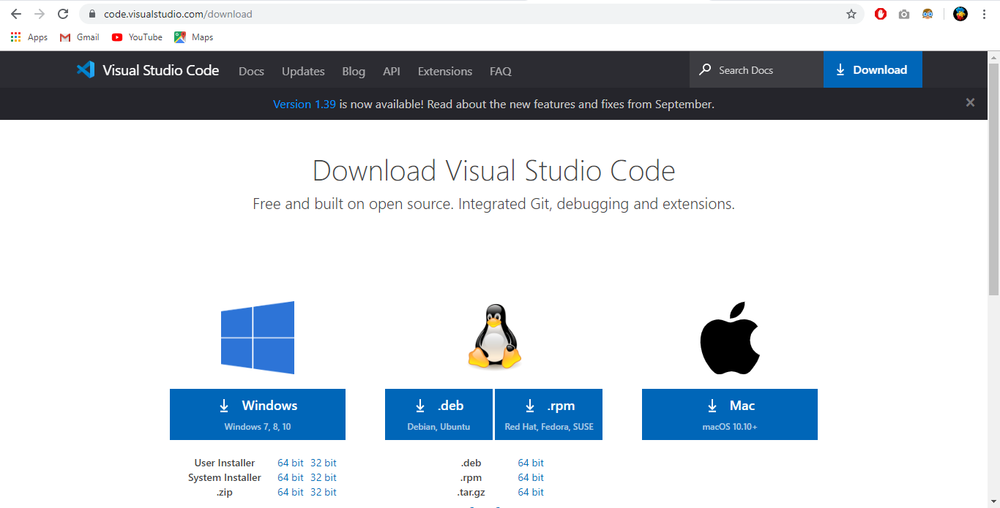 code.visualstudio.com/download
Apps Gmail YouTube Maps
Visual Studio Code Docs Updates Blog API Extensions FAQ Search Docs Download
Version 1.39 is now available! Read about the new features and fixes from September.
Download Visual Studio Code
Free and built on open source. Integrated Git, debugging and extensions.
Windows
Windows 7, 8, 10
.deb
Debian, Ubuntu
.rpm
Red Hat, Fedora, SUSE
Mac
macOS 10.10+
User Installer 64 bit 32 bit
System Installer 64 bit 32 bit
.zip 64 bit 32 bit
.deb 64 bit
.rpm 64 bit
.tar.gz 64 bit